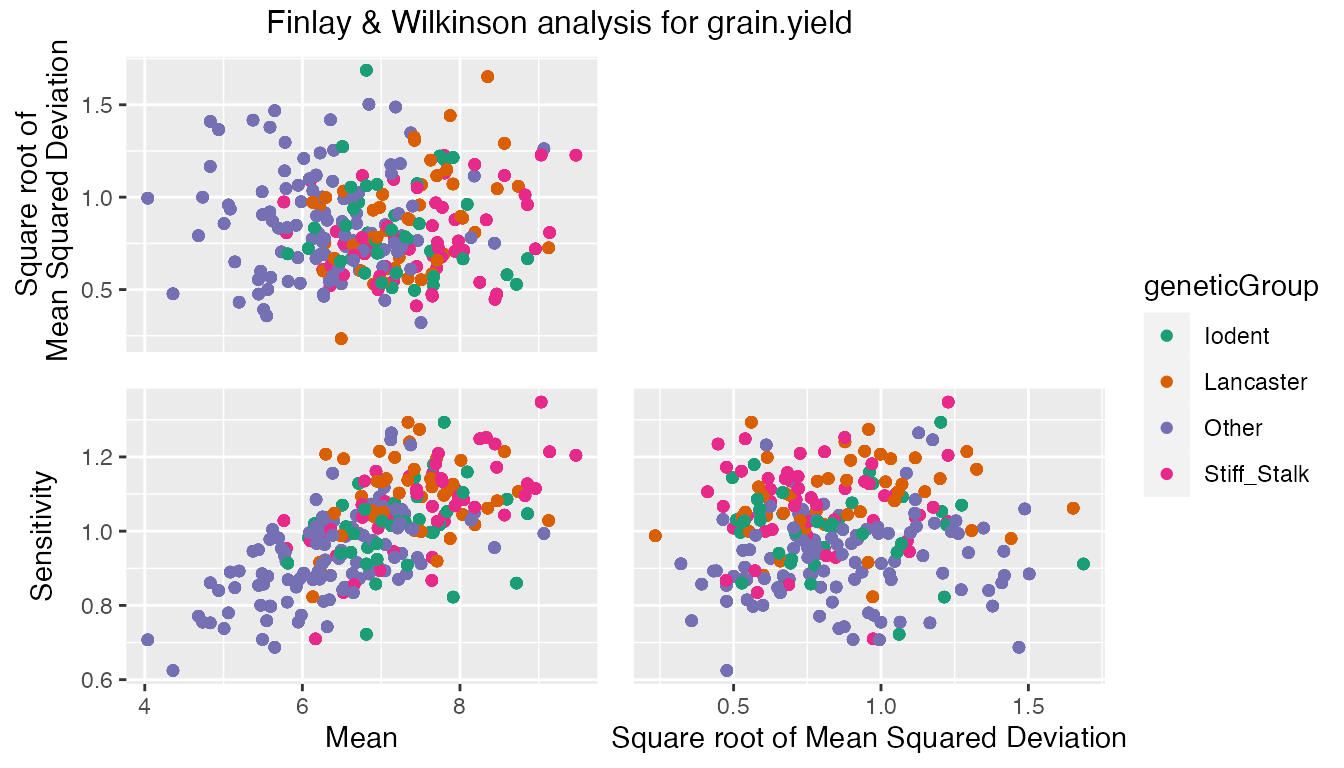 Finlay & Wilkinson analysis for grain.yield
Square root of
Mean Squared Deviation
1.5
1.0
0.5
geneticGroup
Iodent
Lancaster
Other
Stiff_Stalk
Sensitivity
1.2
1.0
0.8
0.6
4
6
8
Mean
0.5
1.0
1.5
Square root of Mean Squared Deviation